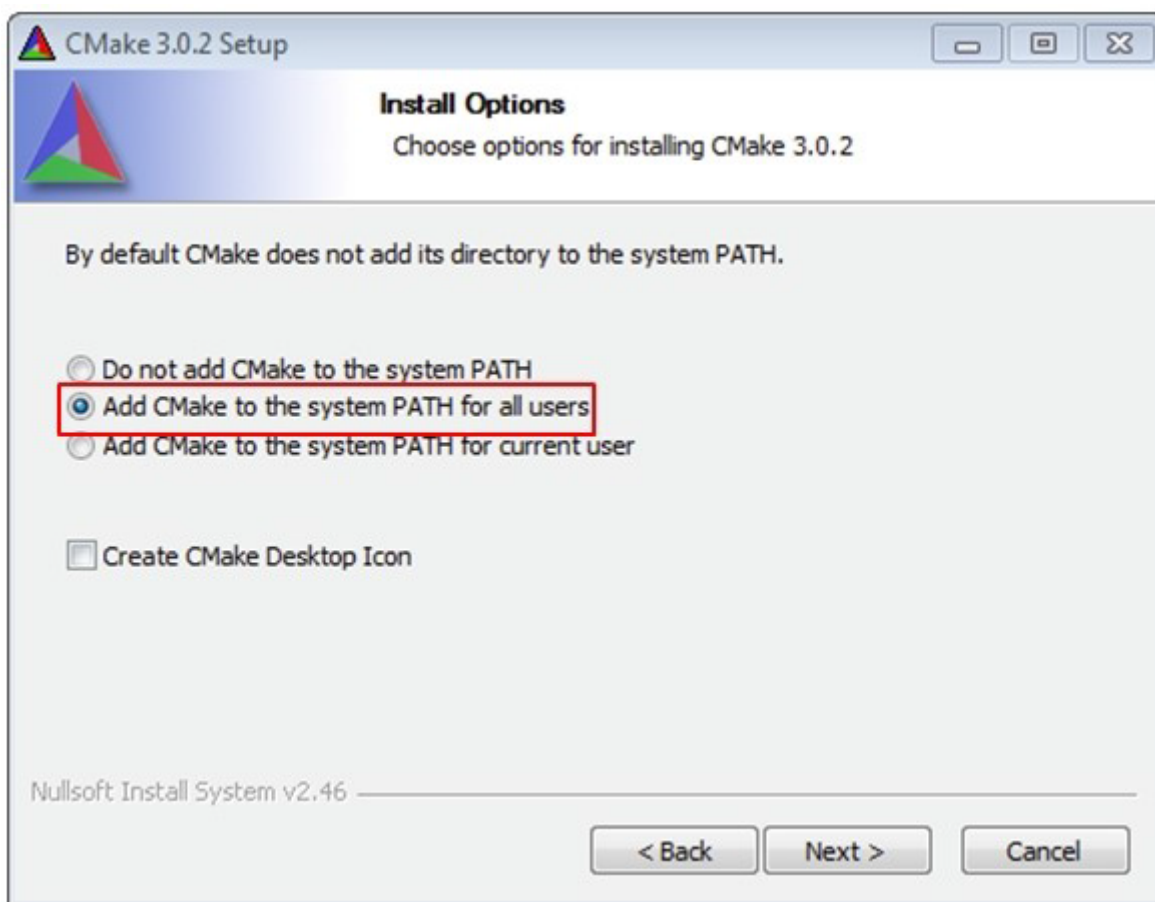 CMake 3.0.2 Setup
Install Options
Choose options for installing CMake 3.0.2
By default CMake does not add its directory to the system PATH.
Do not add CMake to the system PATH
Add CMake to the system PATH for all users
Add CMake to the system PATH for current user
Create CMake Desktop Icon
Nullsoft Install System v2.46
< Back
Next >
Cancel